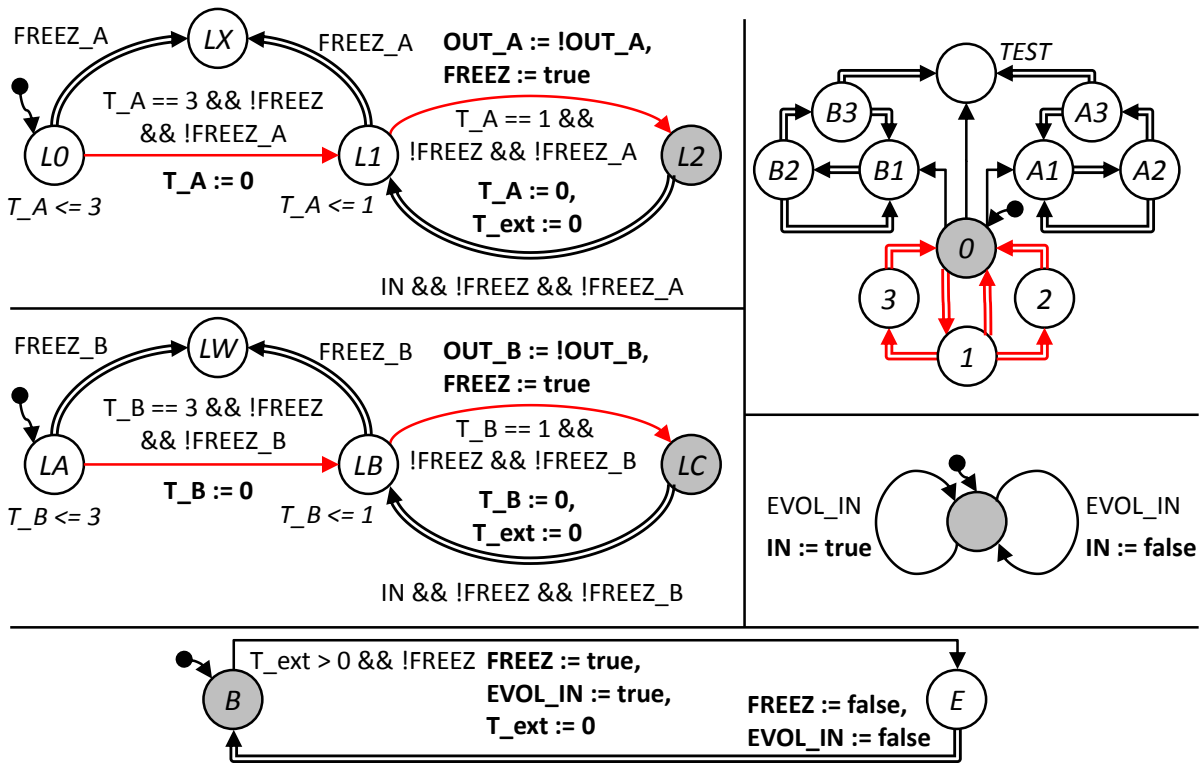 FREEZ_A
LX
FREEZ_A
OUT_A := !OUT_A,
FREEZ := true
T_A == 3 && !FREEZ
&& !FREEZ_A
T_A == 1 &&
!FREEZ && !FREEZ_A
L0
L1
L2
T_A := 0
T_A := 0,
T_ext := 0
T_A <= 3
T_A <= 1
IN && !FREEZ && !FREEZ_A
TEST
B3
A3
B2
B1
A1
A2
0
3
2
1
FREEZ_B
LW
FREEZ_B
OUT_B := !OUT_B,
FREEZ := true
T_B == 3 && !FREEZ
&& !FREEZ_B
T_B == 1 &&
!FREEZ && !FREEZ_B
LA
LB
LC
T_B := 0
T_B := 0,
T_ext := 0
T_B <= 3
T_B <= 1
IN && !FREEZ && !FREEZ_B
EVOL_IN
IN := true
EVOL_IN
IN := false
T_ext > 0 && !FREEZ
FREEZ := true,
EVOL_IN := true,
T_ext := 0
B
E
FREEZ := false,
EVOL_IN := false